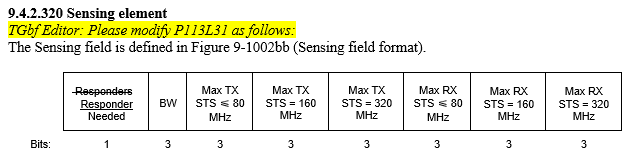 9.4.2.320 Sensing element
TGbf Editor: Please modify P113L31 as follows:
The Sensing field is defined in Figure 9-1002bb (Sensing field format).
Responders Responder Needed
BW
Max TX STS ≤ 80 MHz
Max TX STS = 160 MHz
Max TX STS = 320 MHz
Max RX STS ≤ 80 MHz
Max RX STS = 160 MHz
Max RX STS = 320 MHz
Bits: 1 3 3 3 3 3 3 3